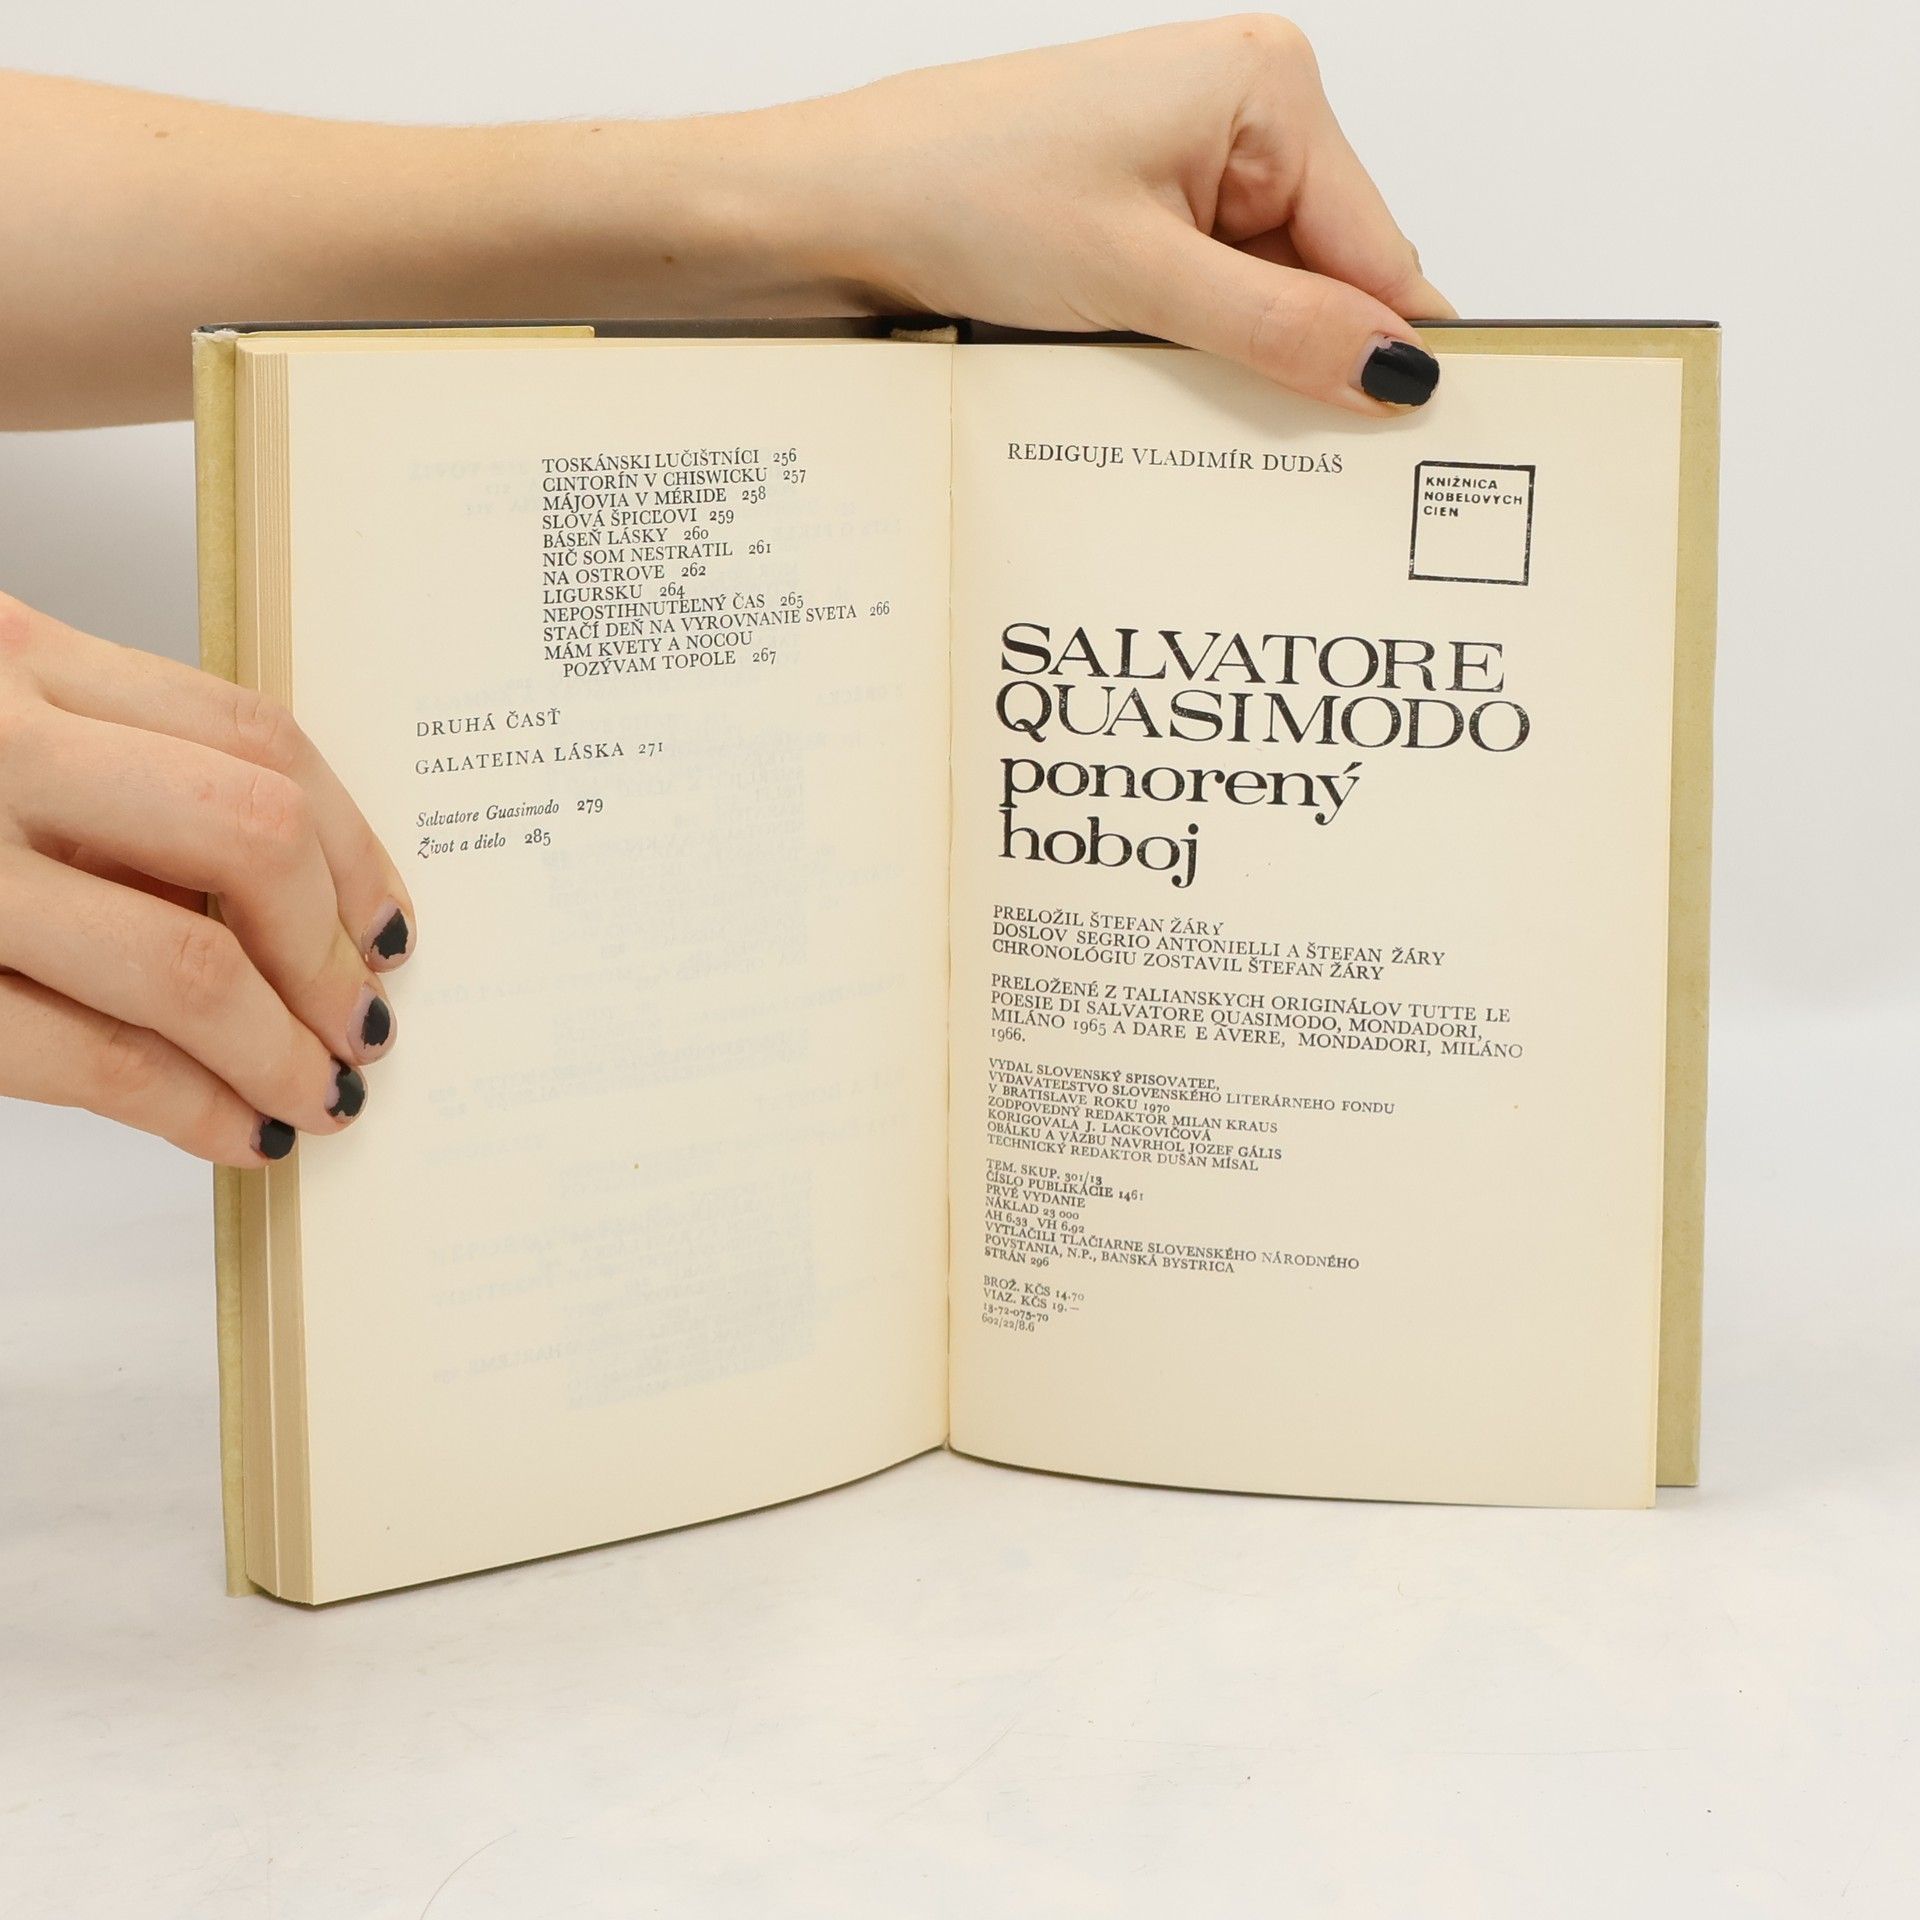 TOSKÁNSKI LUČIŠTNÍCI 256
CINTORÍN V CHISWICKU 257
MÁJOVIA V MÉRIDE 258
SLOVÁ ŠPICĽOVI 259
BÁSEŇ LÁSKY 260
NIČ SOM NESTRATIL 261
NA OSTROVE 262
LIGURSKU 264
NEPOSTIHNUTEĽNÝ ČAS 265
STAČÍ DEŇ NA VYROVNANIE SVETA 266
MÁM KVETY A NOCOU
POZÝVAM TOPOLE 267
DRUHÁ ČASŤ
GALATEINA LÁSKA 271
Salvatore Guasimodo 279
Život a dielo 285
REDIGUJE VLADIMÍR DUDÁŠ
KNIŽNICA
NOBELOVÝCH
CIEN
SALVATORE
QUASIMODO
ponorený
hoboj
PRELOŽIL ŠTEFAN ŽÁRY
DOSLOV SEGRIO ANTONIELLI A ŠTEFAN ŽÁRY
CHRONOLÓGIU ZOSTAVIL ŠTEFAN ŽÁRY
PRELOŽENÉ Z TALIANSKYCH ORIGINÁLOV TUTTE LE
POESIE DI SALVATORE QUASIMODO, MONDADORI,
MILÁNO 1965 A DARE E AVERE, MONDADORI, MILÁNO
1966.
VYDAL SLOVENSKÝ SPISOVATEĽ,
VYDAVATEĽSTVO SLOVENSKÉHO LITERÁRNEHO FONDU
V BRATISLAVE ROKU 1970
ZODPOVEDNÝ REDAKTOR MILAN KRAUS
KORIGOVALA J. LACKOVIČOVÁ
OBÁLKU A VÄZBU NAVRHOL JOZEF GÁLIS
TECHNICKÝ REDAKTOR DUŠAN MÍSAL
TEM. SKUP. 301/13
ČÍSLO PUBLIKÁCIE 1461
PRVÉ VYDANIE
NÁKLAD 23 000
AH 6.33 VH 6.92
VYTLAČILI TLAČIARNE SLOVENSKÉHO NÁRODNÉHO
POVSTANIA, N.P., BANSKÁ BYSTRICA
STRÁN 296
BROŽ. KČS 14.70
VIAZ. KČS 19.—
13-72-075-70
602/22/8.6